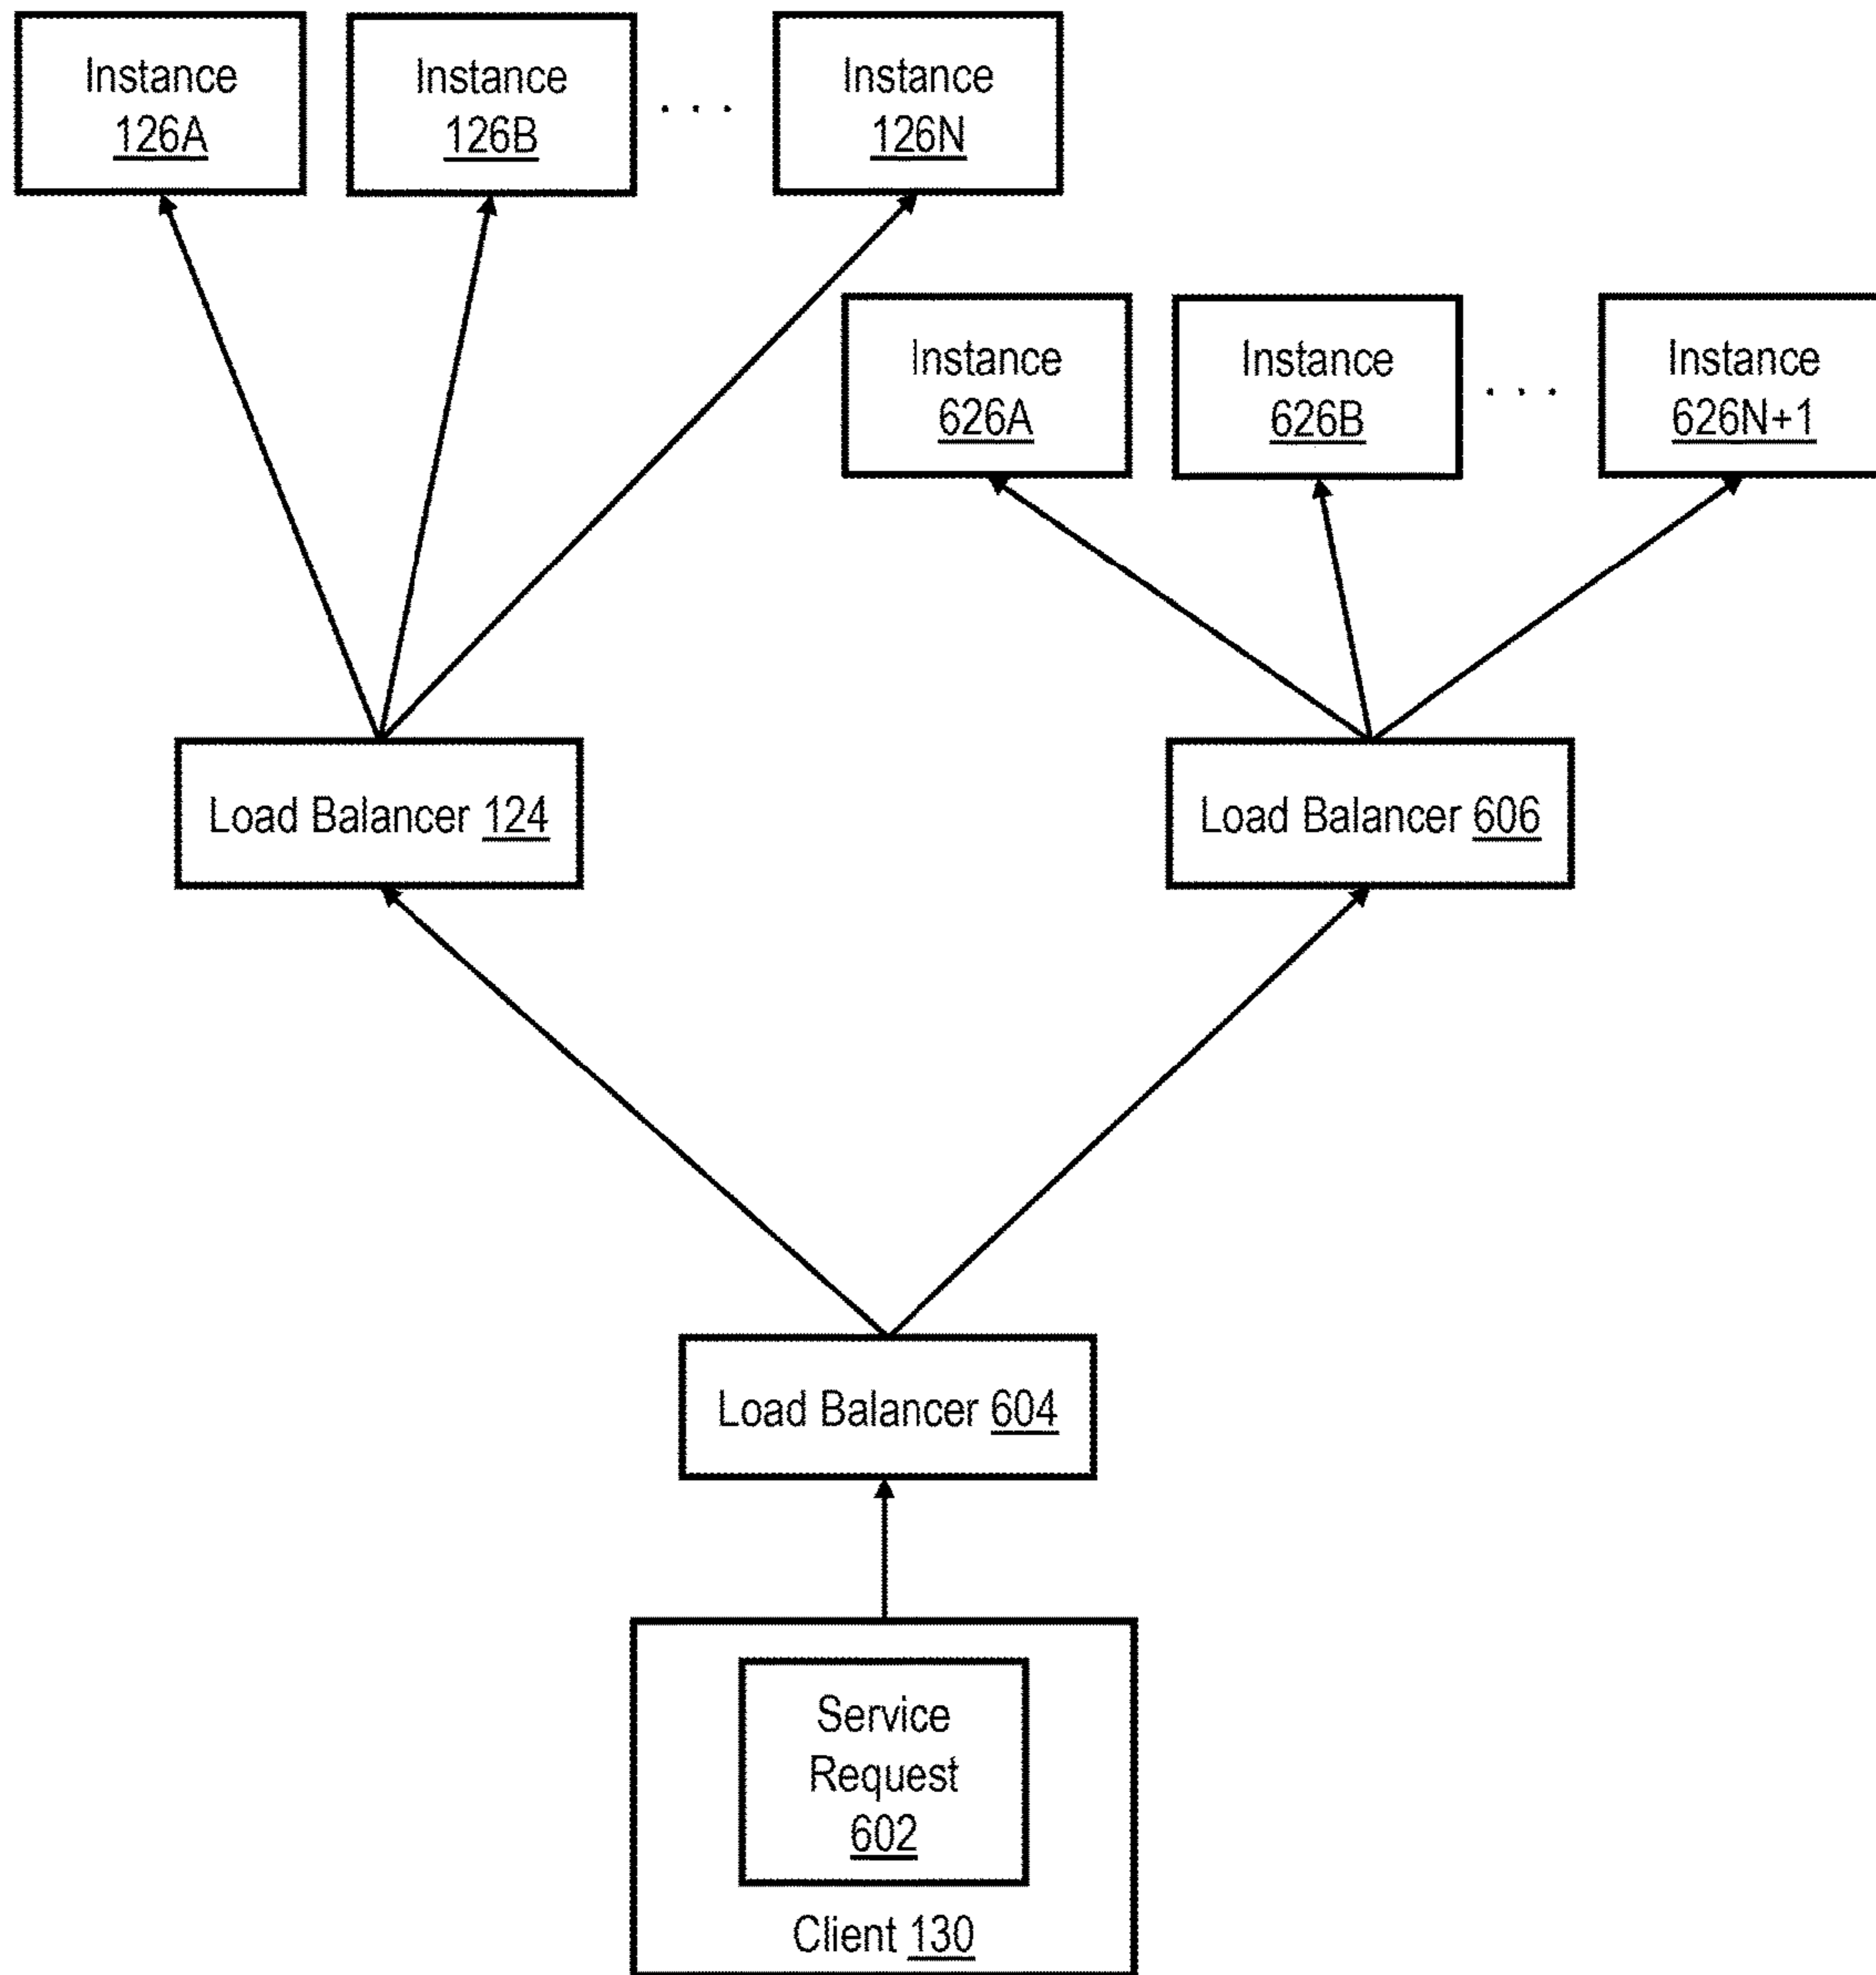 Instance
126A
Instance
126B
. . .
Instance
126N
Instance
626A
Instance
626B
. . .
Instance
626N+1
Load Balancer 124
Load Balancer 606
Load Balancer 604
Service
Request
602
Client 130